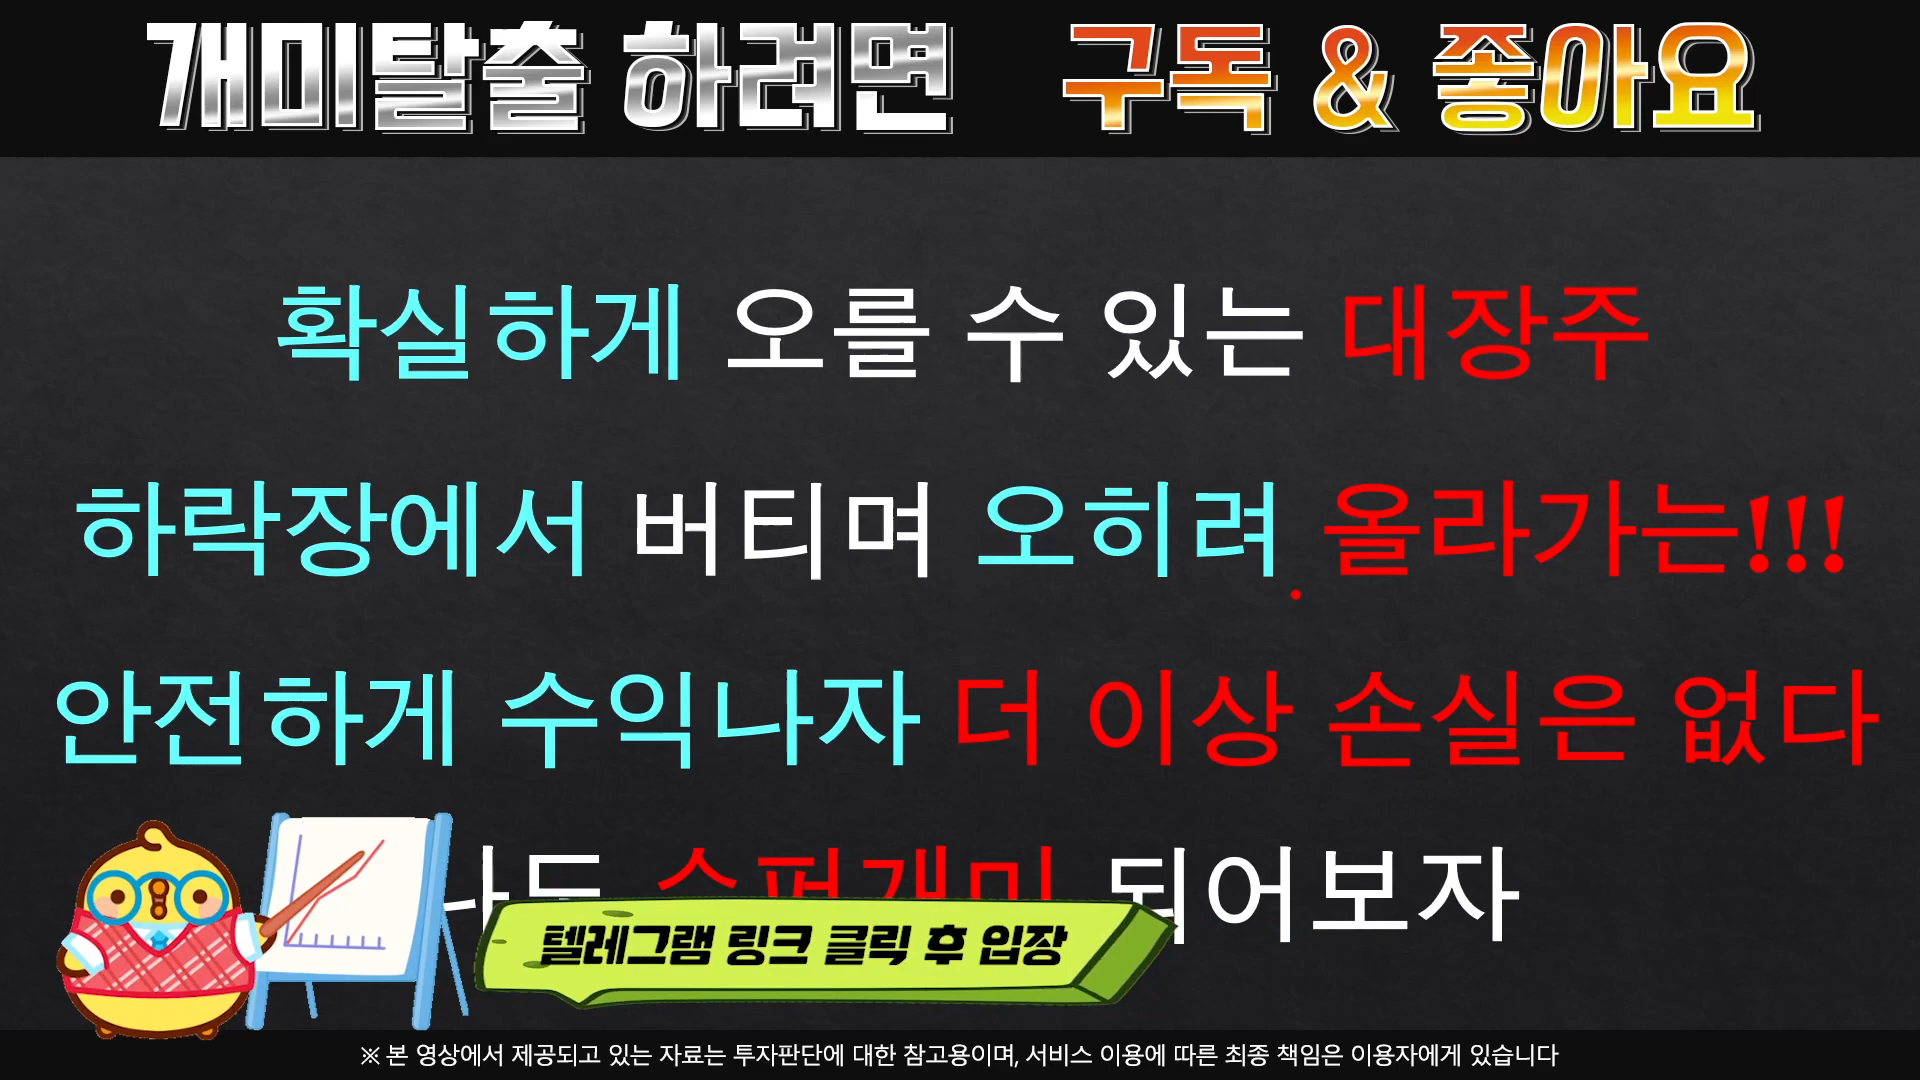 개미탈출 하려면 구독 & 좋아요
확실하게 오를 수 있는 대장주
하락장에서 버티며 오히려 올라가는!!!
안전하게 수익나자 더 이상 손실은 없다
나도 슈퍼개미 되어보자
텔레그램 링크 클릭 후 입장
※ 본 영상에서 제공되고 있는 자료는 투자판단에 대한 참고용이며, 서비스 이용에 따른 최종 책임은 이용자에게 있습니다